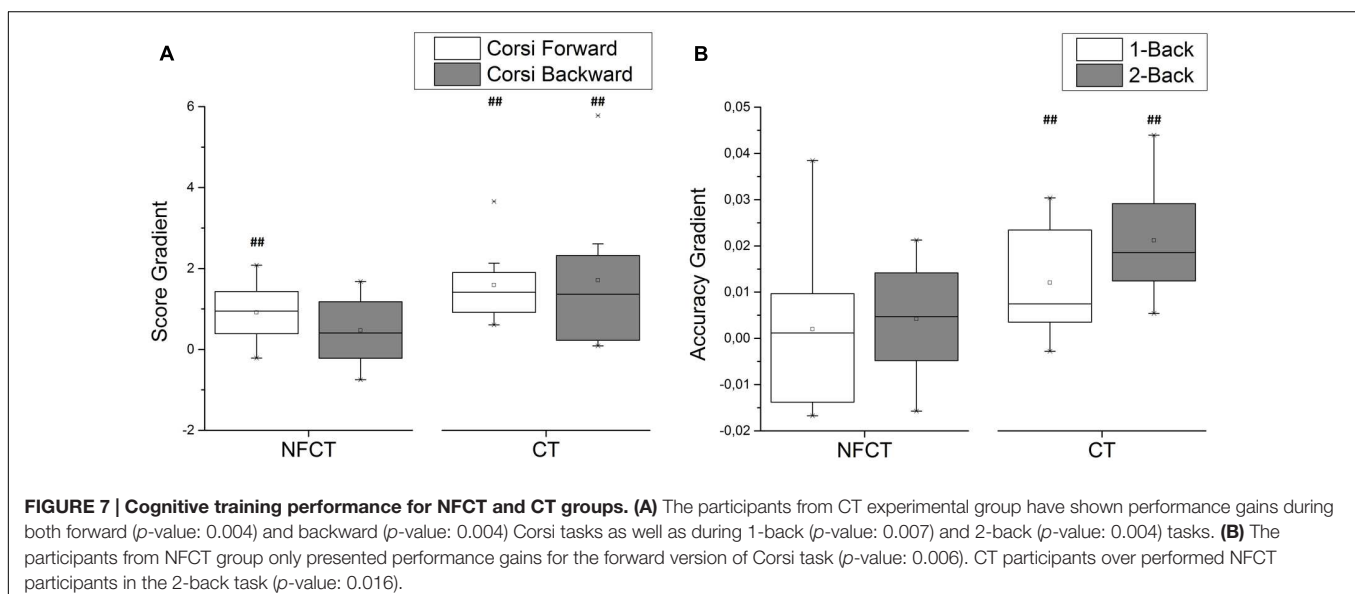 A
Corsi Forward
Corsi Backward
##
##
##
6
4
2
0
-2
Score Gradient
NFCT
CT
B
1-Back
2-Back
##
##
0,05
0,04
0,03
0,02
0,01
0,00
-0,01
-0,02
Accuracy Gradient
NFCT
CT
FIGURE 7 | Cognitive training performance for NFCT and CT groups. (A) The participants from CT experimental group have shown performance gains during
both forward (p-value: 0.004) and backward (p-value: 0.004) Corsi tasks as well as during 1-back (p-value: 0.007) and 2-back (p-value: 0.004) tasks. (B) The
participants from NFCT group only presented performance gains for the forward version of Corsi task (p-value: 0.006). CT participants over performed NFCT
participants in the 2-back task (p-value: 0.016).